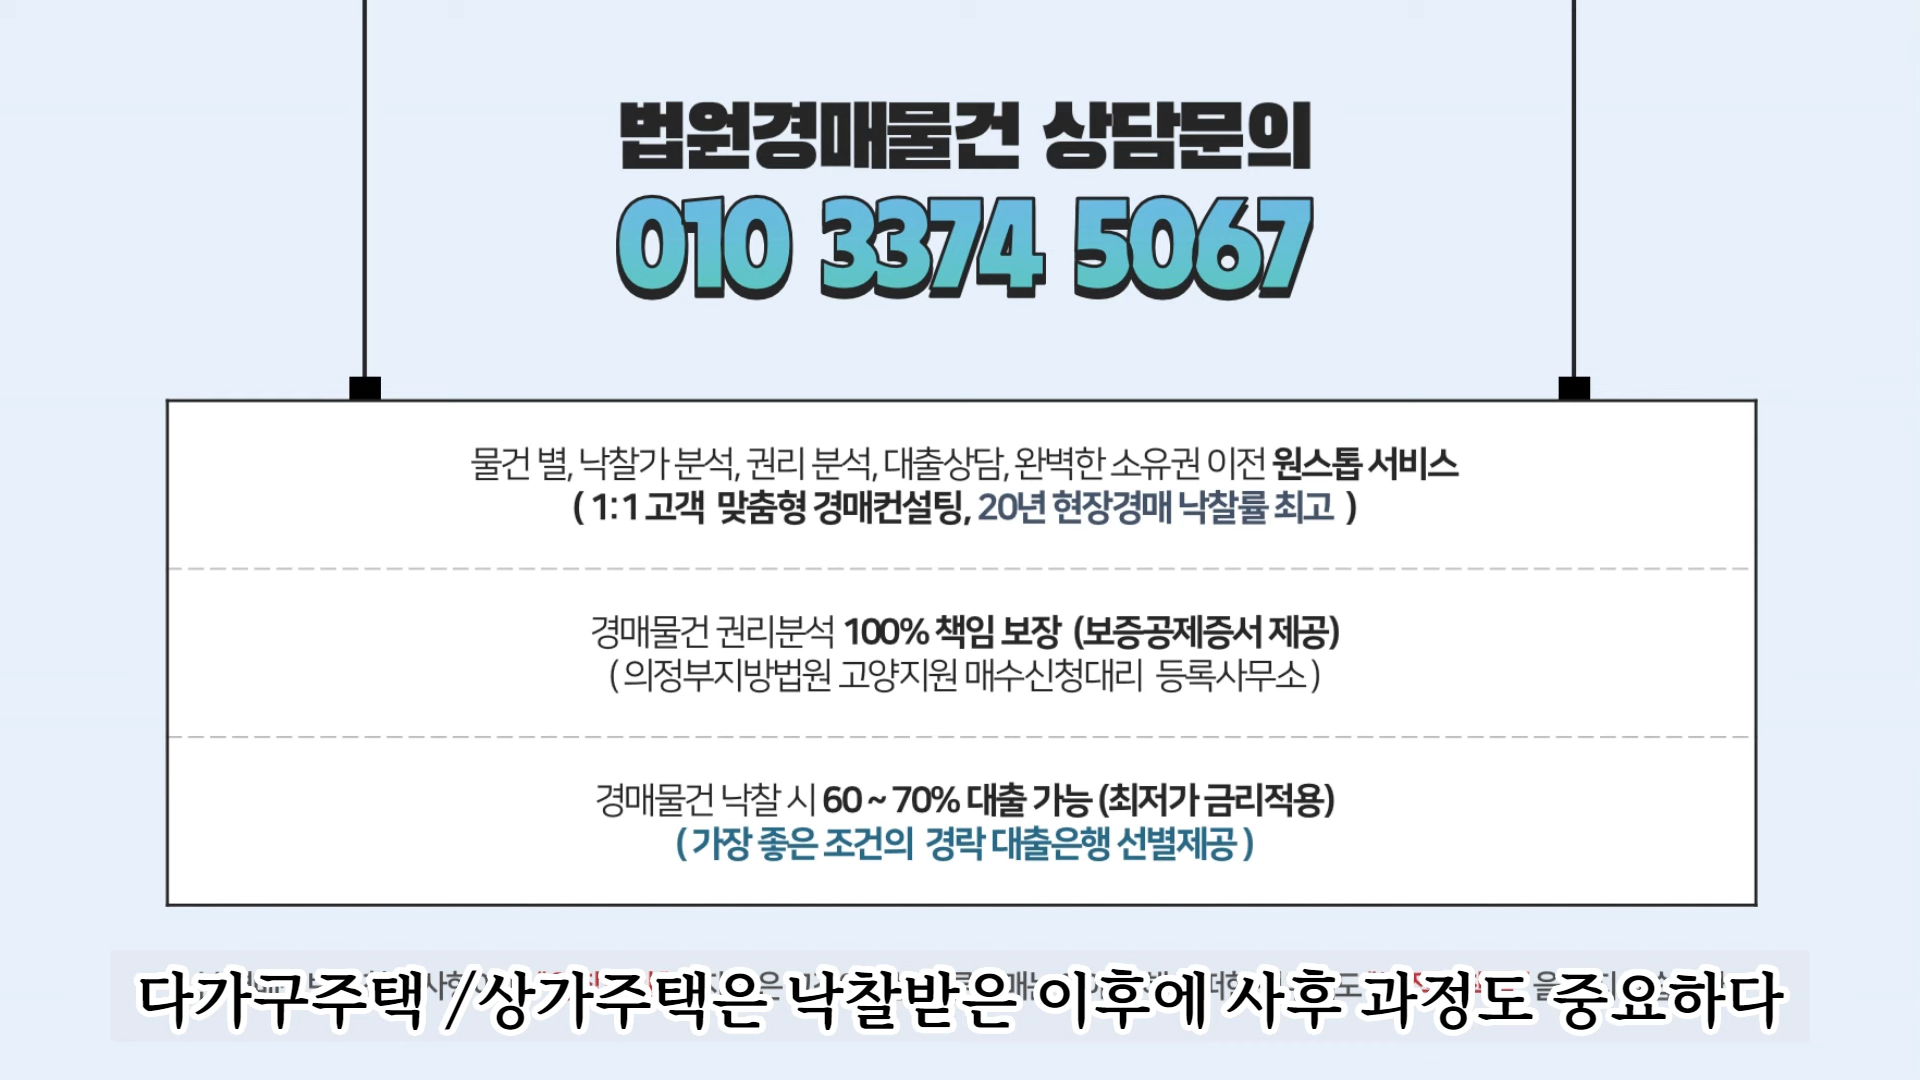 법원경매물건 상담문의
010 3374 5067
물건 별, 낙찰가 분석, 권리 분석, 대출상담, 완벽한 소유권 이전 원스톱 서비스
( 1:1 고객 맞춤형 경매컨설팅, 20년 현장경매 낙찰률 최고 )
경매물건 권리분석 100% 책임 보장 (보증공제증서 제공)
( 의정부지방법원 고양지원 매수신청대리 등록사무소 )
경매물건 낙찰 시 60 ~ 70% 대출 가능 (최저가 금리적용)
( 가장 좋은 조건의 경락 대출은행 선별제공 )
다가구주택 /상가주택은 낙찰받은 이후에 사후 과정도 중요하다